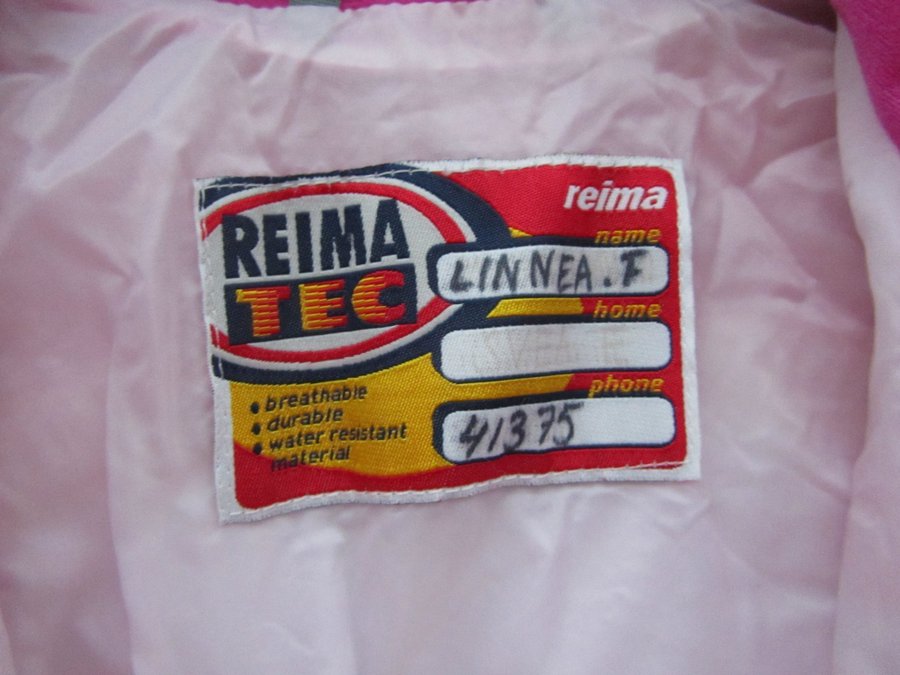 reima
REIMA
TEC
name
LINNEA.F
home
phone
41375
• breathable
• durable
• water resistant
material